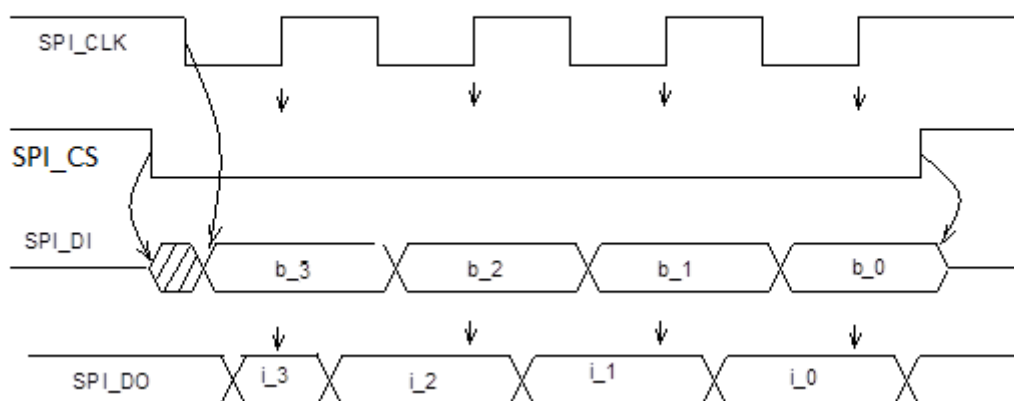 SPI_CLK
SPI_CS
SPI_DI
b_3 b_2 b_1 b_0
SPI_DO i_3 i_2 i_1 i_0